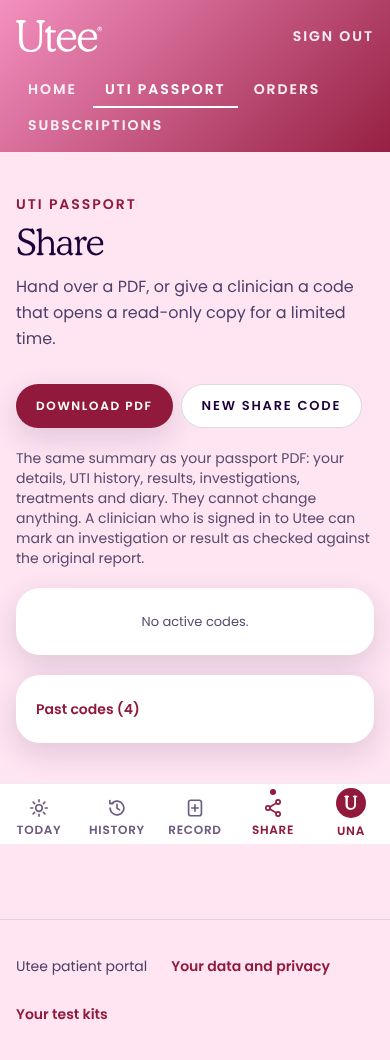 Utee®
SIGN OUT
HOME UTI PASSPORT ORDERS
SUBSCRIPTIONS
UTI PASSPORT
Share
Hand over a PDF, or give a clinician a code
that opens a read-only copy for a limited
time.
DOWNLOAD PDF NEW SHARE CODE
The same summary as your passport PDF: your
details, UTI history, results, investigations,
treatments and diary. They cannot change
anything. A clinician who is signed in to Utee can
mark an investigation or result as checked against
the original report.
No active codes.
Past codes (4)
TODAY HISTORY RECORD SHARE U UNA
Utee patient portal Your data and privacy
Your test kits